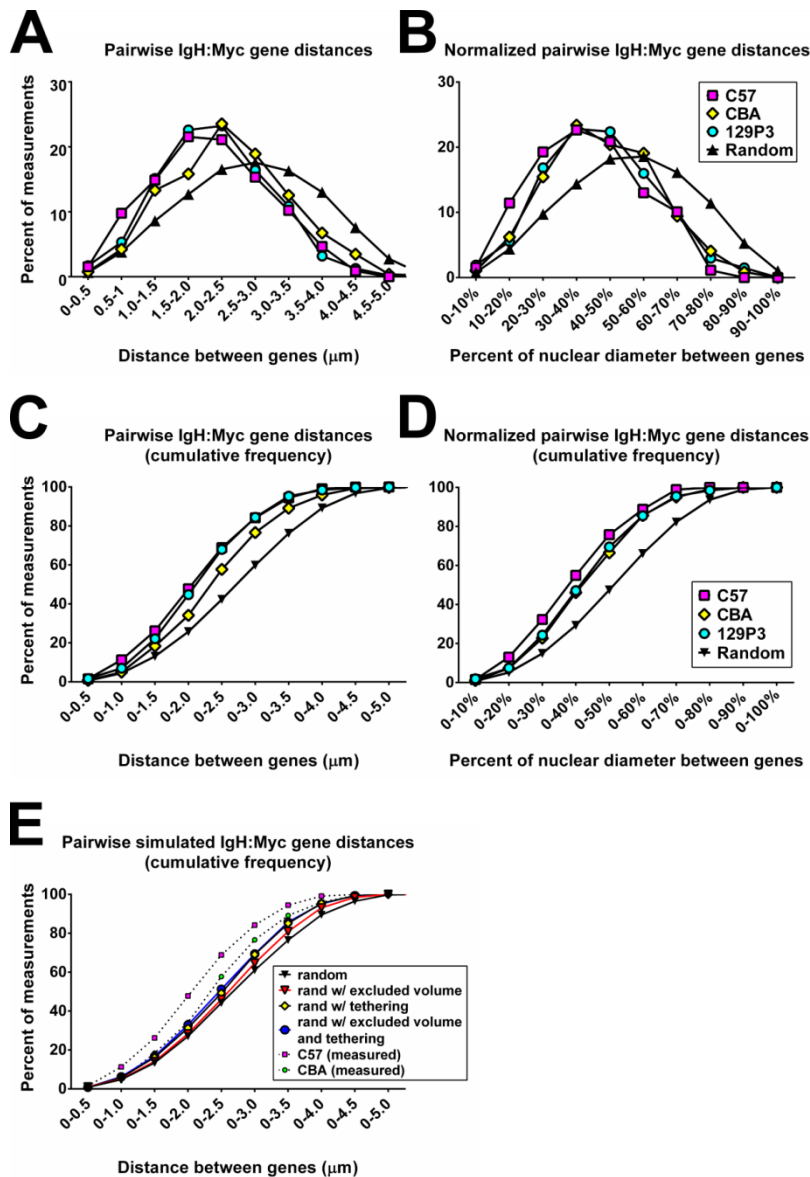 A
Pairwise IgH:Myc gene distances
Percent of measurements
30
20
10
0
0-0.5
0.5-1
1.0-1.5
1.5-2.0
2.0-2.5
2.5-3.0
3.0-3.5
3.5-4.0
4.0-4.5
4.5-5.0
Distance between genes (μm)
B
Normalized pairwise IgH:Myc gene distances
30
20
10
0
C57
CBA
129P3
Random
0-10%
10-20%
20-30%
30-40%
40-50%
50-60%
60-70%
70-80%
80-90%
90-100%
Percent of nuclear diameter between genes
C
Pairwise IgH:Myc gene distances
(cumulative frequency)
Percent of measurements
100
80
60
40
20
0
0-0.5
0-1.0
0-1.5
0-2.0
0-2.5
0-3.0
0-3.5
0-4.0
0-4.5
0-5.0
Distance between genes (μm)
D
Normalized pairwise IgH:Myc gene distances
(cumulative frequency)
100
80
60
40
20
0
C57
CBA
129P3
Random
0-10%
0-20%
0-30%
0-40%
0-50%
0-60%
0-70%
0-80%
0-90%
0-100%
Percent of nuclear diameter between genes
E
Pairwise simulated IgH:Myc gene distances
(cumulative frequency)
Percent of measurements
100
80
60
40
20
0
random
rand w/ excluded volume
rand w/ tethering
rand w/ excluded volume
and tethering
C57 (measured)
CBA (measured)
0-0.5
0-1.0
0-1.5
0-2.0
0-2.5
0-3.0
0-3.5
0-4.0
0-4.5
0-5.0
Distance between genes (μm)